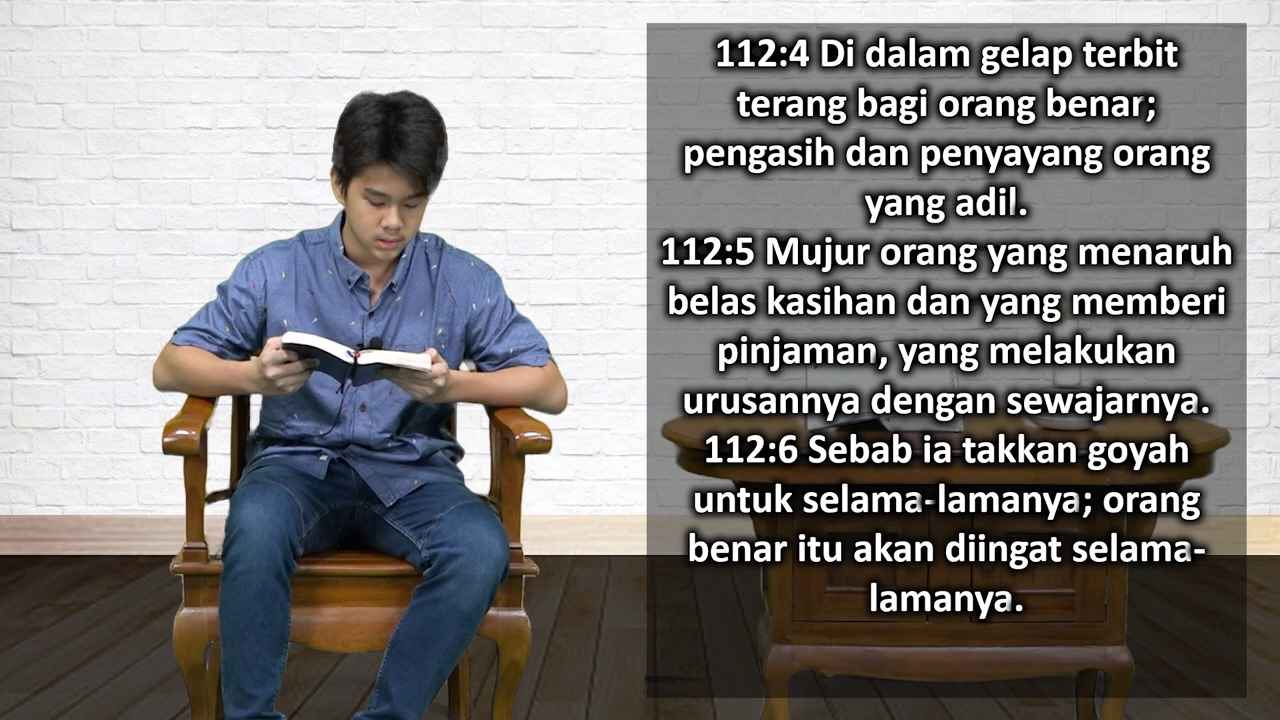 112:4 Di dalam gelap terbit
terang bagi orang benar;
pengasih dan penyayang orang
yang adil.
112:5 Mujur orang yang menaruh
belas kasihan dan yang memberi
pinjaman, yang melakukan
urusannya dengan sewajarnya.
112:6 Sebab ia takkan goyah
untuk selama-lamanya; orang
benar itu akan diingat selama-
lamanya.